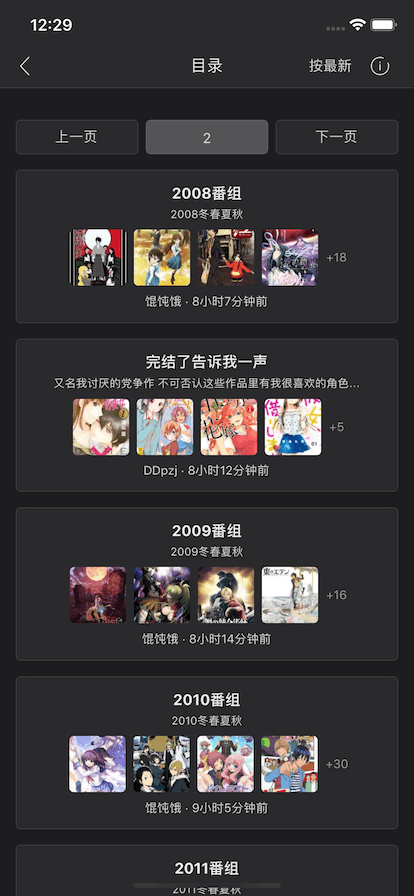 12:29
目录
按最新
上一页
2
下一页
2008番组
2008冬春夏秋
+18
馄饨饿 · 8小时7分钟前
完结了告诉我一声
又名我讨厌的党争作 不可否认这些作品里有我很喜欢的角色...
+5
DDpzj · 8小时12分钟前
2009番组
2009冬春夏秋
東のエデン
+16
馄饨饿 · 8小时14分钟前
2010番组
2010冬春夏秋
+30
馄饨饿 · 9小时5分钟前
2011番组
2011冬春夏秋